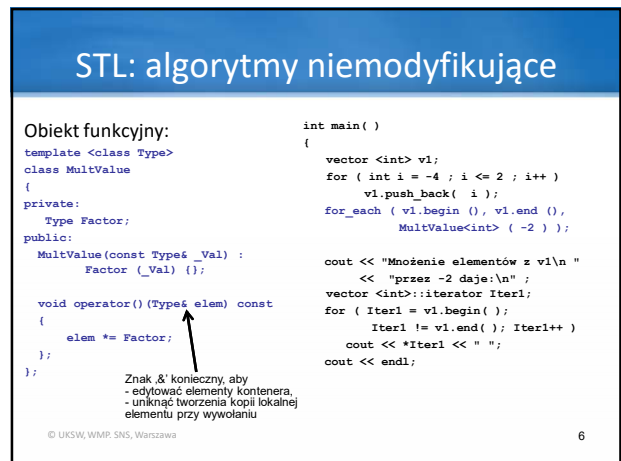 STL: algorytmy niemodyfikujące
Obiekt funkcyjny:
template <class Type>
class MultValue
{
private:
Type Factor;
public:
MultValue(const Type& _Val) :
Factor (_Val) {};
void operator()(Type& elem) const
{
elem *= Factor;
};
};
Znak ‚&’ konieczny, aby
- edytować elementy kontenera,
- uniknąć tworzenia kopii lokalnej
elementu przy wywołaniu
int main( )
{
vector <int> v1;
for ( int i = -4 ; i <= 2 ; i++ )
v1.push_back( i );
for_each ( v1.begin (), v1.end (),
MultValue<int> ( -2 ) );
cout << "Mnożenie elementów z v1\n "
<< "przez -2 daje:\n" ;
vector <int>::iterator Iter1;
for ( Iter1 = v1.begin( );
Iter1 != v1.end( ); Iter1++ )
cout << *Iter1 << " ";
cout << endl;
© UKSW, WMP. SNS, Warszawa
6